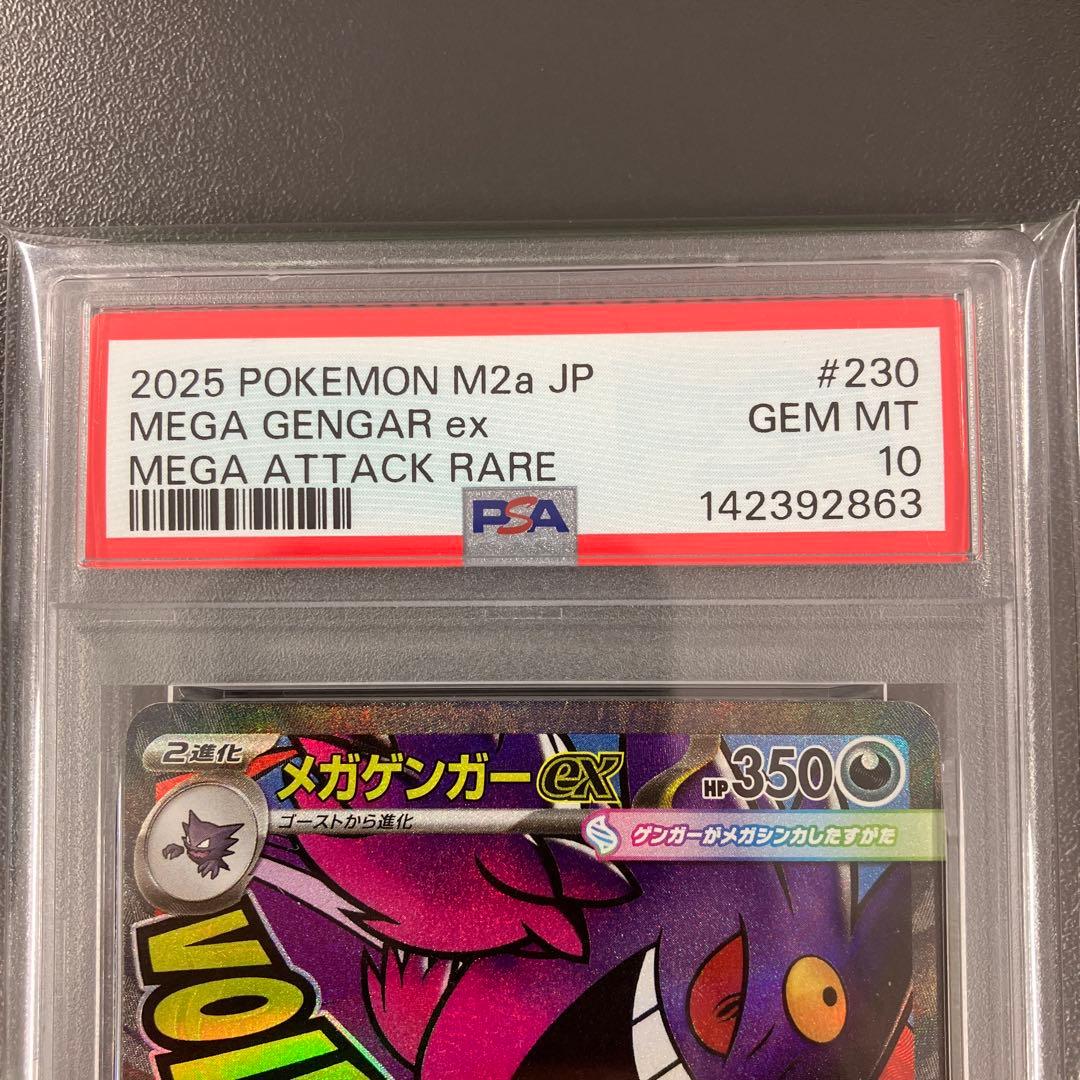 2025 POKEMON M2a JP #230
MEGA GENGAR ex GEM MT
MEGA ATTACK RARE 10
PSA 142392863
2進化
メガゲンガーex HP350
ゴーストから進化
ゲンガーがメガシンカしたすがた
VOI